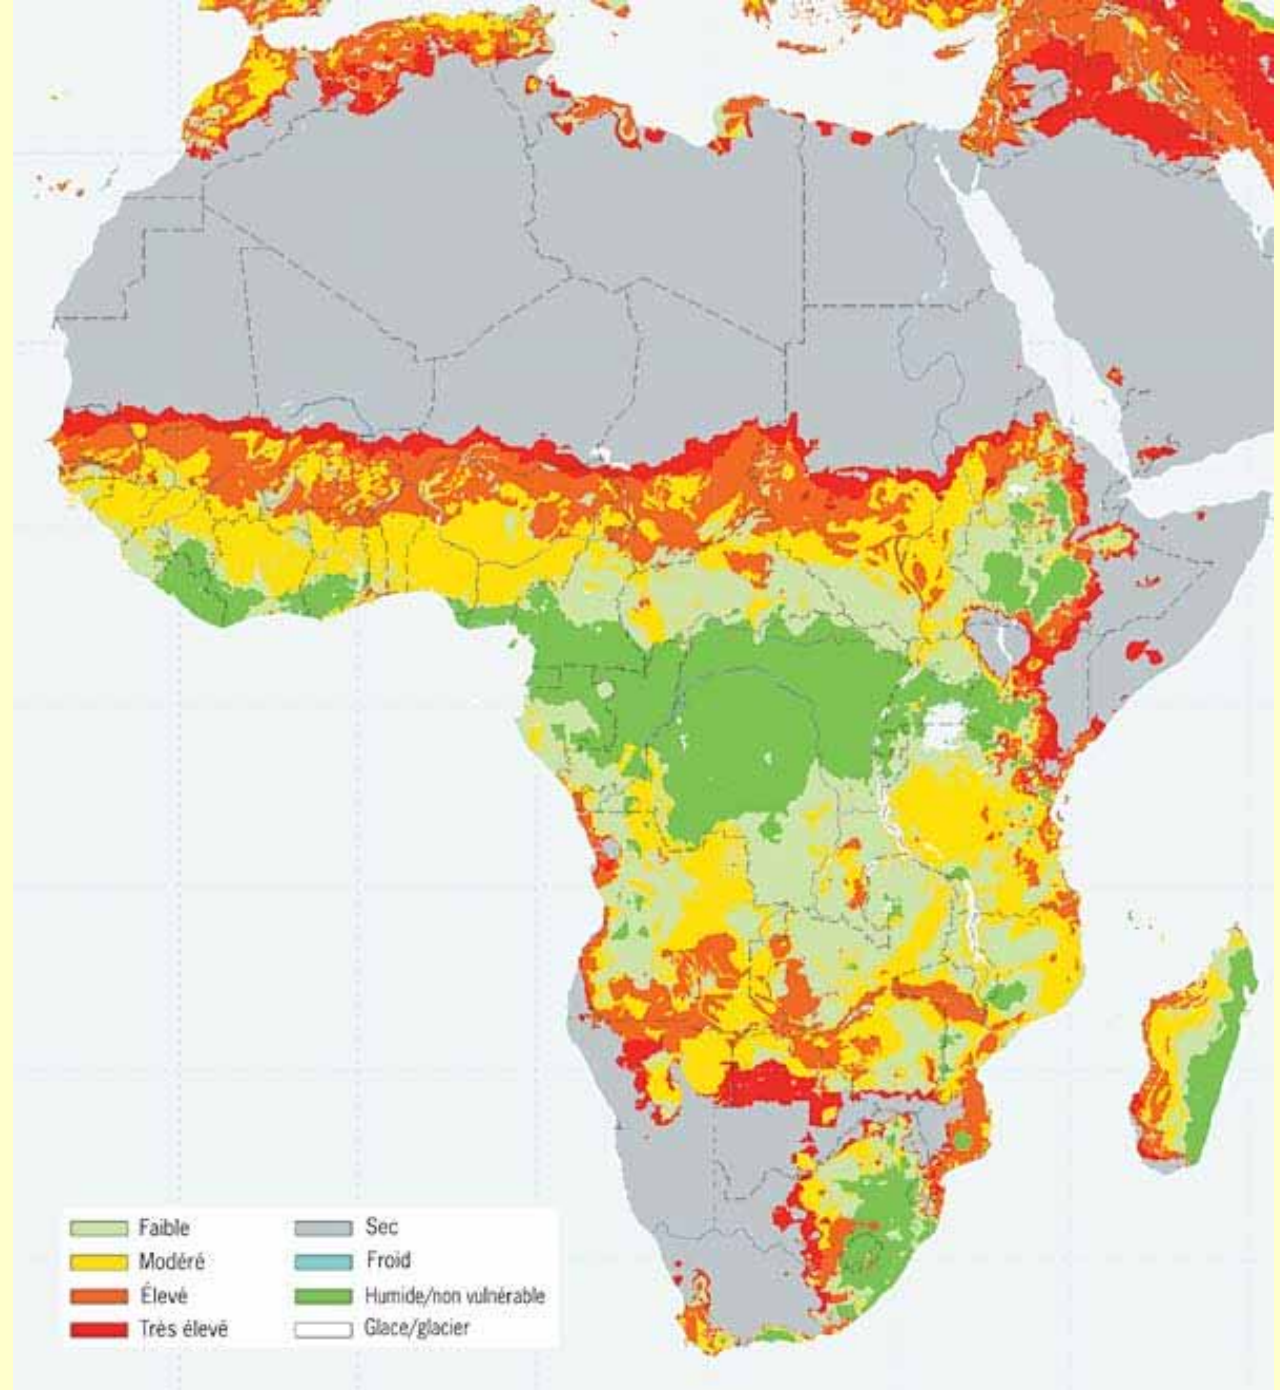 Faible
Modéré
Élevé
Très élevé
Sec
Froid
Humide/non vulnérable
Glace/glacier